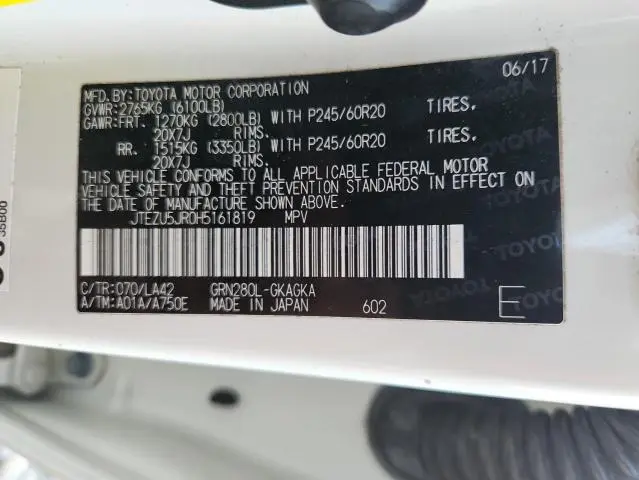 06/17
MFD.BY:TOYOTA MOTOR CORPORATION
GVWR:2765KG (6100LB)
GAWR:FRT. 1270KG (2800LB) WITH P245/60R20 TIRES.
20X7J RIMS.
RR. 1515KG (3350LB) WITH P245/60R20 TIRES.
20X7J RIMS.
THIS VEHICLE CONFORMS TO ALL APPLICABLE FEDERAL MOTOR
VEHICLE SAFETY AND THEFT PREVENTION STANDARDS IN EFFECT ON
THE DATE OF MANUFACTURE SHOWN ABOVE.
JTEZU5JR0H5161819 MPV
C/TR:070/LA42 GRN280L-GKAGKA
A/TM:A01A/A750E MADE IN JAPAN 602 E
35B00